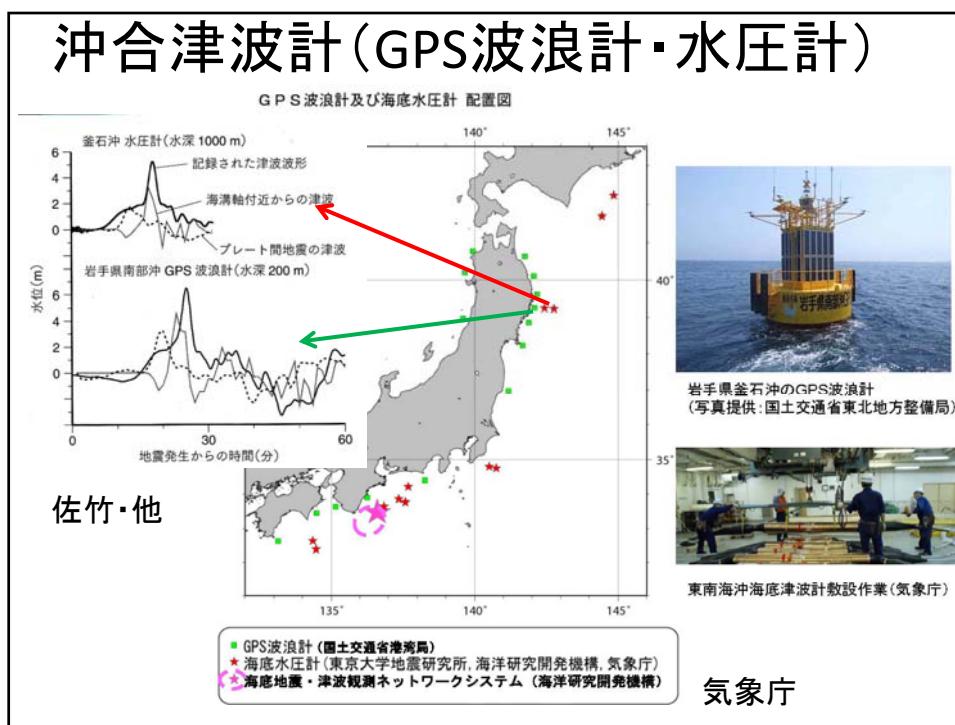 沖合津波計(GPS波浪計・水圧計)
GPS波浪計及び海底水圧計 配置図
釜石沖 水圧計(水深 1000 m)
記録された津波波形
海溝軸付近からの津波
プレート間地震の津波
6
4
2
0
岩手県南部沖 GPS 波浪計(水深 200 m)
水位(m)
6
4
2
0
0
30
60
地震発生からの時間(分)
佐竹・他
140°
145°
40°
35°
135°
140°
145°
岩手県南部沖
岩手県釜石沖のGPS波浪計
(写真提供:国土交通省東北地方整備局)
東南海沖海底津波計敷設作業(気象庁)
GPS波浪計(国土交通省港湾局)
海底水圧計(東京大学地震研究所, 海洋研究開発機構, 気象庁)
海底地震・津波観測ネットワークシステム(海洋研究開発機構)
気象庁